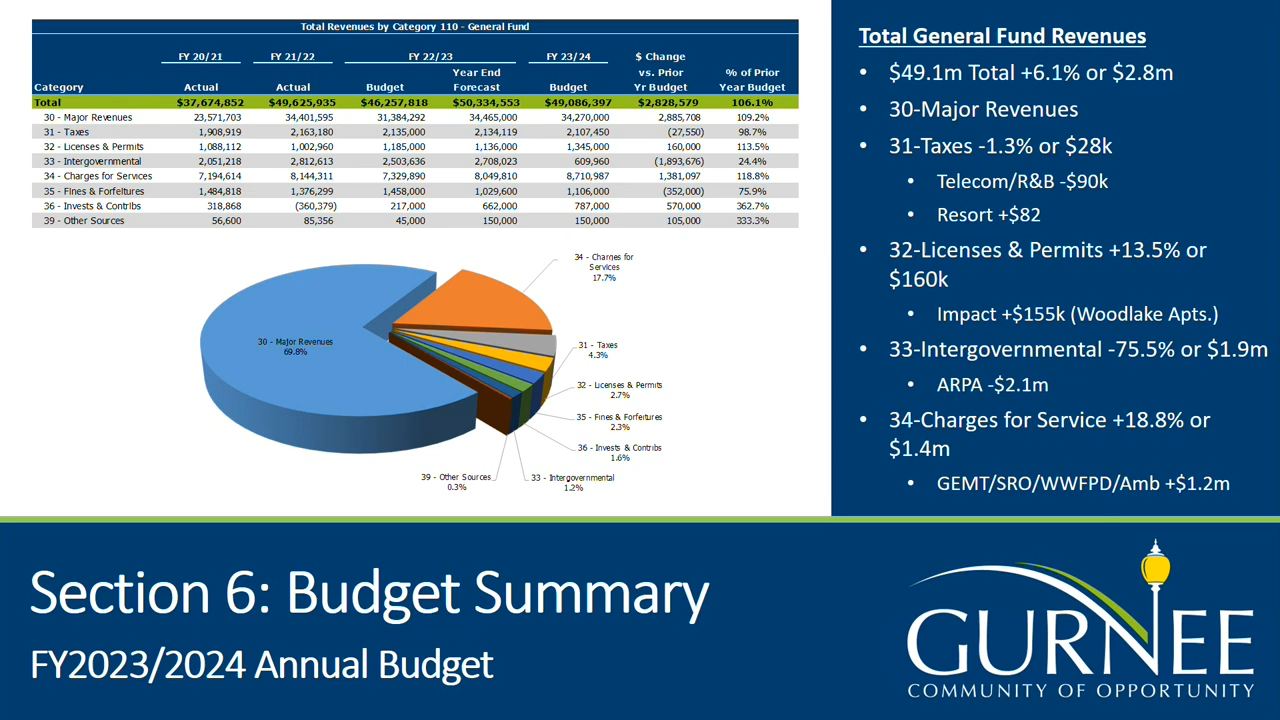 Total Revenues by Category 110 - General Fund
FY 20/21 FY 21/22 FY 22/23 FY 23/24 $ Change
Year End vs. Prior % of Prior
Category Actual Actual Budget Forecast Budget Yr Budget Year Budget
Total $37,674,852 $49,625,935 $46,257,818 $50,334,553 $49,086,397 $2,828,579 106.1%
30 - Major Revenues 23,571,703 34,401,595 31,384,292 34,465,000 34,270,000 2,885,708 109.2%
31 - Taxes 1,908,919 2,163,180 2,135,000 2,134,119 2,107,450 (27,550) 98.7%
32 - Licenses & Permits 1,088,112 1,002,960 1,185,000 1,136,000 1,345,000 160,000 113.5%
33 - Intergovernmental 2,051,218 2,812,613 2,503,636 2,708,023 609,960 (1,893,676) 24.4%
34 - Charges for Services 7,194,614 8,144,311 7,329,890 8,049,810 8,710,987 1,381,097 118.8%
35 - Fines & Forfeitures 1,484,818 1,376,299 1,458,000 1,029,600 1,106,000 (352,000) 75.9%
36 - Invests & Contribs 318,868 (360,379) 217,000 662,000 787,000 570,000 362.7%
39 - Other Sources 56,600 85,356 45,000 150,000 150,000 105,000 333.3%
34 - Charges for
Services
17.7%
30 - Major Revenues
69.8%
31 - Taxes
4.3%
32 - Licenses & Permits
2.7%
35 - Fines & Forfeitures
2.3%
36 - Invests & Contribs
1.6%
39 - Other Sources
0.3%
33 - Intergovernmental
1.2%
Total General Fund Revenues
• $49.1m Total +6.1% or $2.8m
• 30-Major Revenues
• 31-Taxes -1.3% or $28k
• Telecom/R&B -$90k
• Resort +$82
• 32-Licenses & Permits +13.5% or
$160k
• Impact +$155k (Woodlake Apts.)
• 33-Intergovernmental -75.5% or $1.9m
• ARPA -$2.1m
• 34-Charges for Service +18.8% or
$1.4m
• GEMT/SRO/WWFPD/Amb +$1.2m
Section 6: Budget Summary
FY2023/2024 Annual Budget
GURNEE
COMMUNITY OF OPPORTUNITY